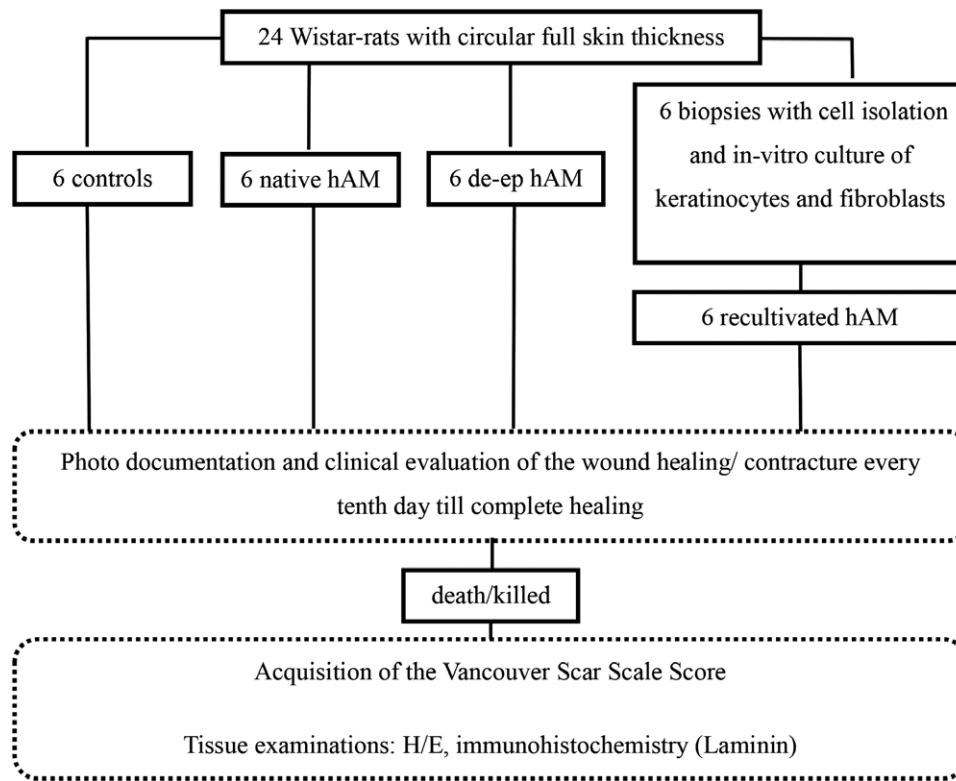 24 Wistar-rats with circular full skin thickness
6 controls
6 native hAM
6 de-ep hAM
6 biopsies with cell isolation
and in-vitro culture of
keratinocytes and fibroblasts
6 recultivated hAM
Photo documentation and clinical evaluation of the wound healing/ contracture every
tenth day till complete healing
death/killed
Acquisition of the Vancouver Scar Scale Score
Tissue examinations: H/E, immunohistochemistry (Laminin)